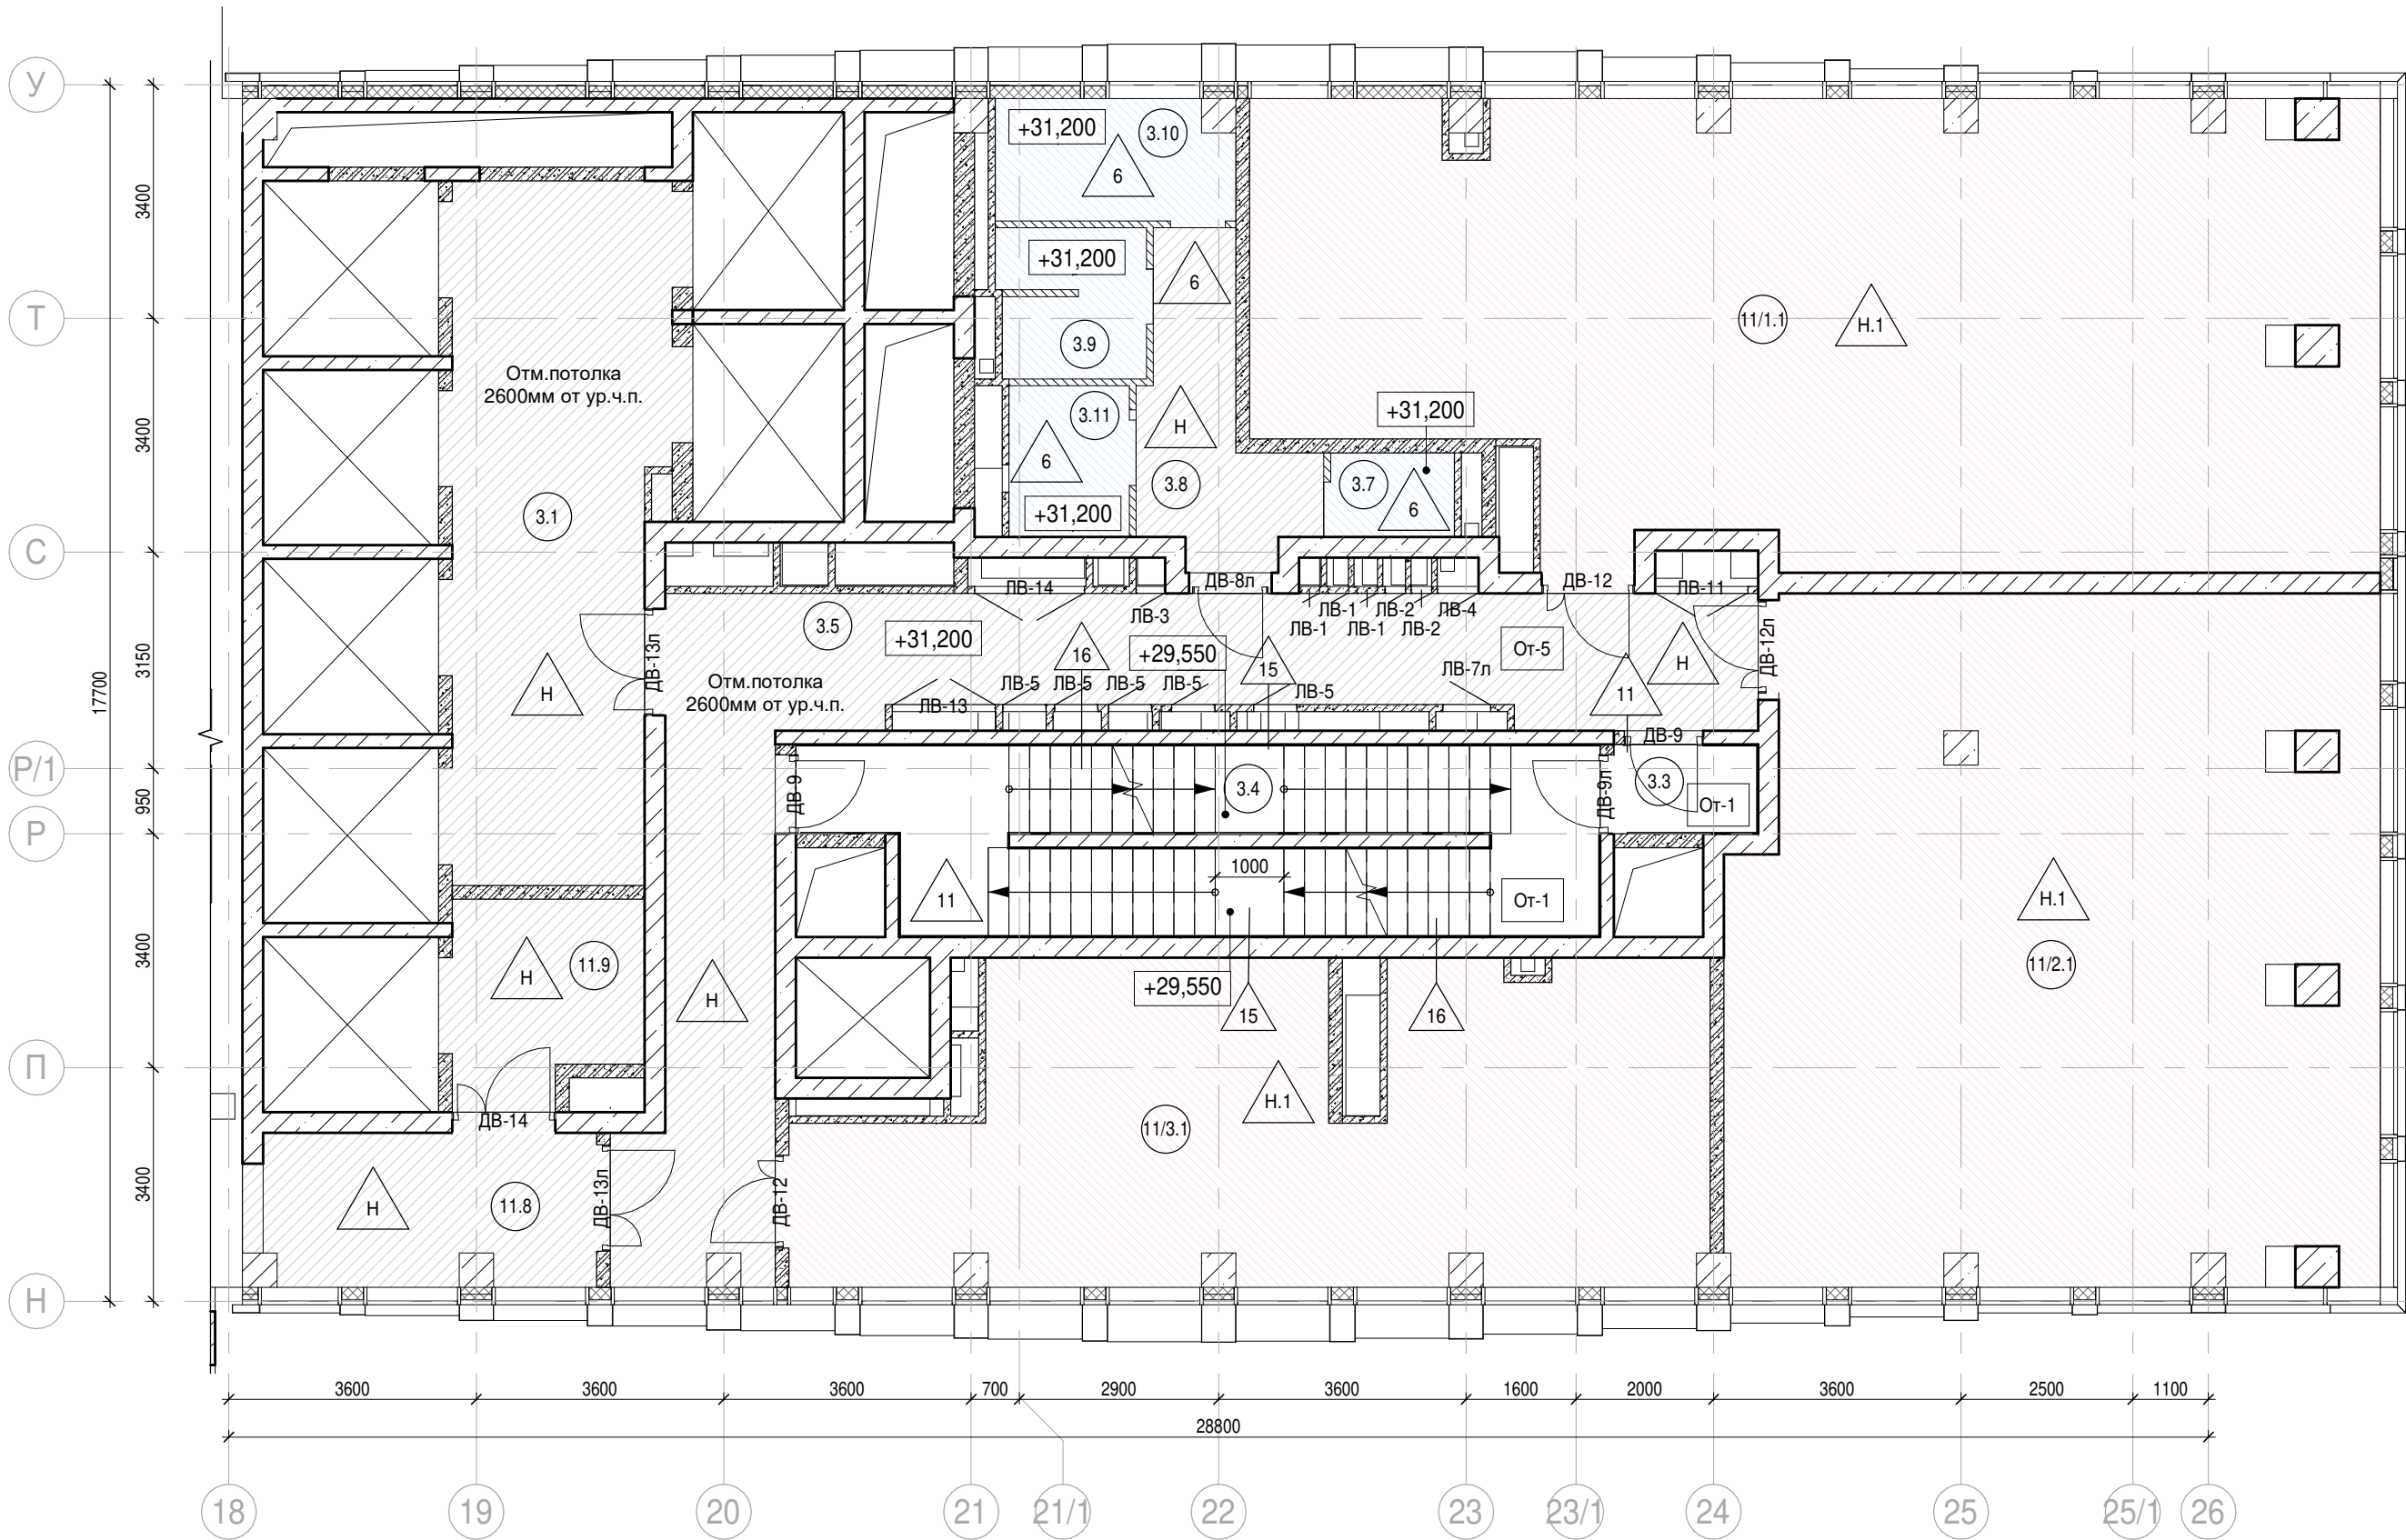 У
+31,200
3.10
6
3400
+31,200
6
Т
11/1.1
Н.1
3.9
Отм.потолка
2600мм от ур.ч.п.
3.11
+31,200
3400
Н
6
3.8
3.7
6
+31,200
3.1
С
ЛВ-14
ДВ-8л
ДВ-12
ЛВ-11
ЛВ-3
ЛВ-1
ЛВ-2
ЛВ-4
ЛВ-1
ЛВ-1
ЛВ-2
3.5
+31,200
16
+29,550
15
От-5
Н
ДВ-12л
3150
17700
Н
ДВ-13л
Отм.потолка
2600мм от ур.ч.п.
ЛВ-5
ЛВ-5
ЛВ-5
ЛВ-5
ЛВ-5
ЛВ-7л
11
ЛВ-13
ДВ-9
Р/1
ДВ-9
3.4
ДВ-9л
3.3
От-1
950
Р
1000
11
От-1
Н.1
3400
Н
11.9
Н
+29,550
15
16
11/2.1
П
ДВ-14
11/3.1
Н.1
3400
Н
11.8
ДВ-13л
ДВ-12
Н
3600
3600
3600
700
2900
3600
1600
2000
3600
2500
1100
28800
18
19
20
21
21/1
22
23
23/1
24
25
25/1
26